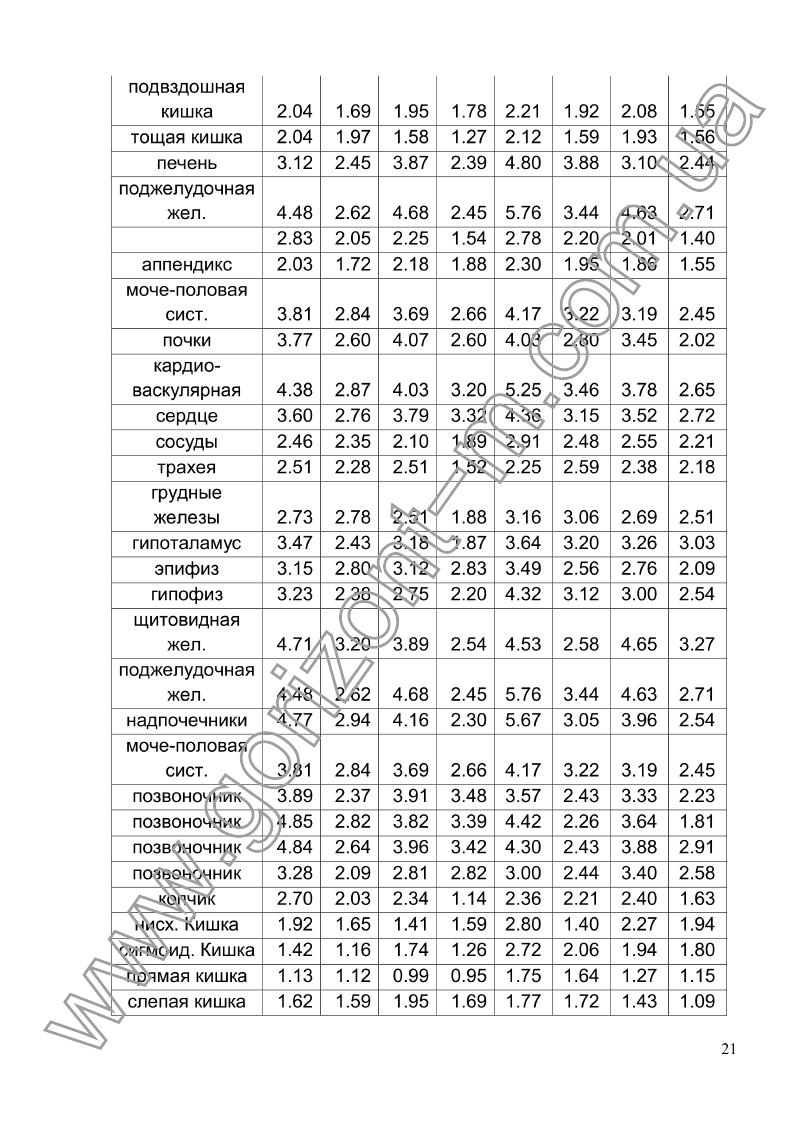 подвздошная
кишка 2.04 1.69 1.95 1.78 2.21 1.92 2.08 1.55
тощая кишка 2.04 1.97 1.58 1.27 2.12 1.59 1.93 1.56
печень 3.12 2.45 3.87 2.39 4.80 3.88 3.10 2.44
поджелудочная
жел. 4.48 2.62 4.68 2.45 5.76 3.44 4.63 2.71
2.83 2.05 2.25 1.54 2.78 2.20 2.01 1.40
аппендикс 2.03 1.72 2.18 1.88 2.30 1.95 1.86 1.55
моче-половая
сист. 3.81 2.84 3.69 2.66 4.17 3.22 3.19 2.45
почки 3.77 2.60 4.07 2.60 4.03 2.80 3.45 2.02
кардио-
васкулярная 4.38 2.87 4.03 3.20 5.25 3.46 3.78 2.65
сердце 3.60 2.76 3.79 3.32 4.36 3.15 3.52 2.72
сосуды 2.46 2.35 2.10 1.89 2.91 2.48 2.55 2.21
трахея 2.51 2.28 2.51 1.52 2.25 2.59 2.38 2.18
грудные
железы 2.73 2.78 2.51 1.88 3.16 3.06 2.69 2.51
гипоталамус 3.47 2.43 3.18 1.87 3.64 3.20 3.26 3.03
эпифиз 3.15 2.80 3.12 2.83 3.49 2.56 2.76 2.09
гипофиз 3.23 2.38 2.75 2.20 4.32 3.12 3.00 2.54
щитовидная
жел. 4.71 3.20 3.89 2.54 4.53 2.58 4.65 3.27
поджелудочная
жел. 4.48 2.62 4.68 2.45 5.76 3.44 4.63 2.71
надпочечники 4.77 2.94 4.16 2.30 5.67 3.05 3.96 2.54
моче-половая
сист. 3.81 2.84 3.69 2.66 4.17 3.22 3.19 2.45
позвоночник 3.89 2.37 3.91 3.48 3.57 2.43 3.33 2.23
позвоночник 4.85 2.82 3.82 3.39 4.42 2.26 3.64 1.81
позвоночник 4.84 2.64 3.96 3.42 4.30 2.43 3.88 2.91
позвоночник 3.28 2.09 2.81 2.82 3.00 2.44 3.40 2.58
копчик 2.70 2.03 2.34 1.14 2.36 2.21 2.40 1.63
нисх. Кишка 1.92 1.65 1.41 1.59 2.80 1.40 2.27 1.94
сигмоид. Кишка 1.42 1.16 1.74 1.26 2.72 2.06 1.94 1.80
прямая кишка 1.13 1.12 0.99 0.95 1.75 1.64 1.27 1.15
слепая кишка 1.62 1.59 1.95 1.69 1.77 1.72 1.43 1.09
www.gorizont-m.com.ua
21